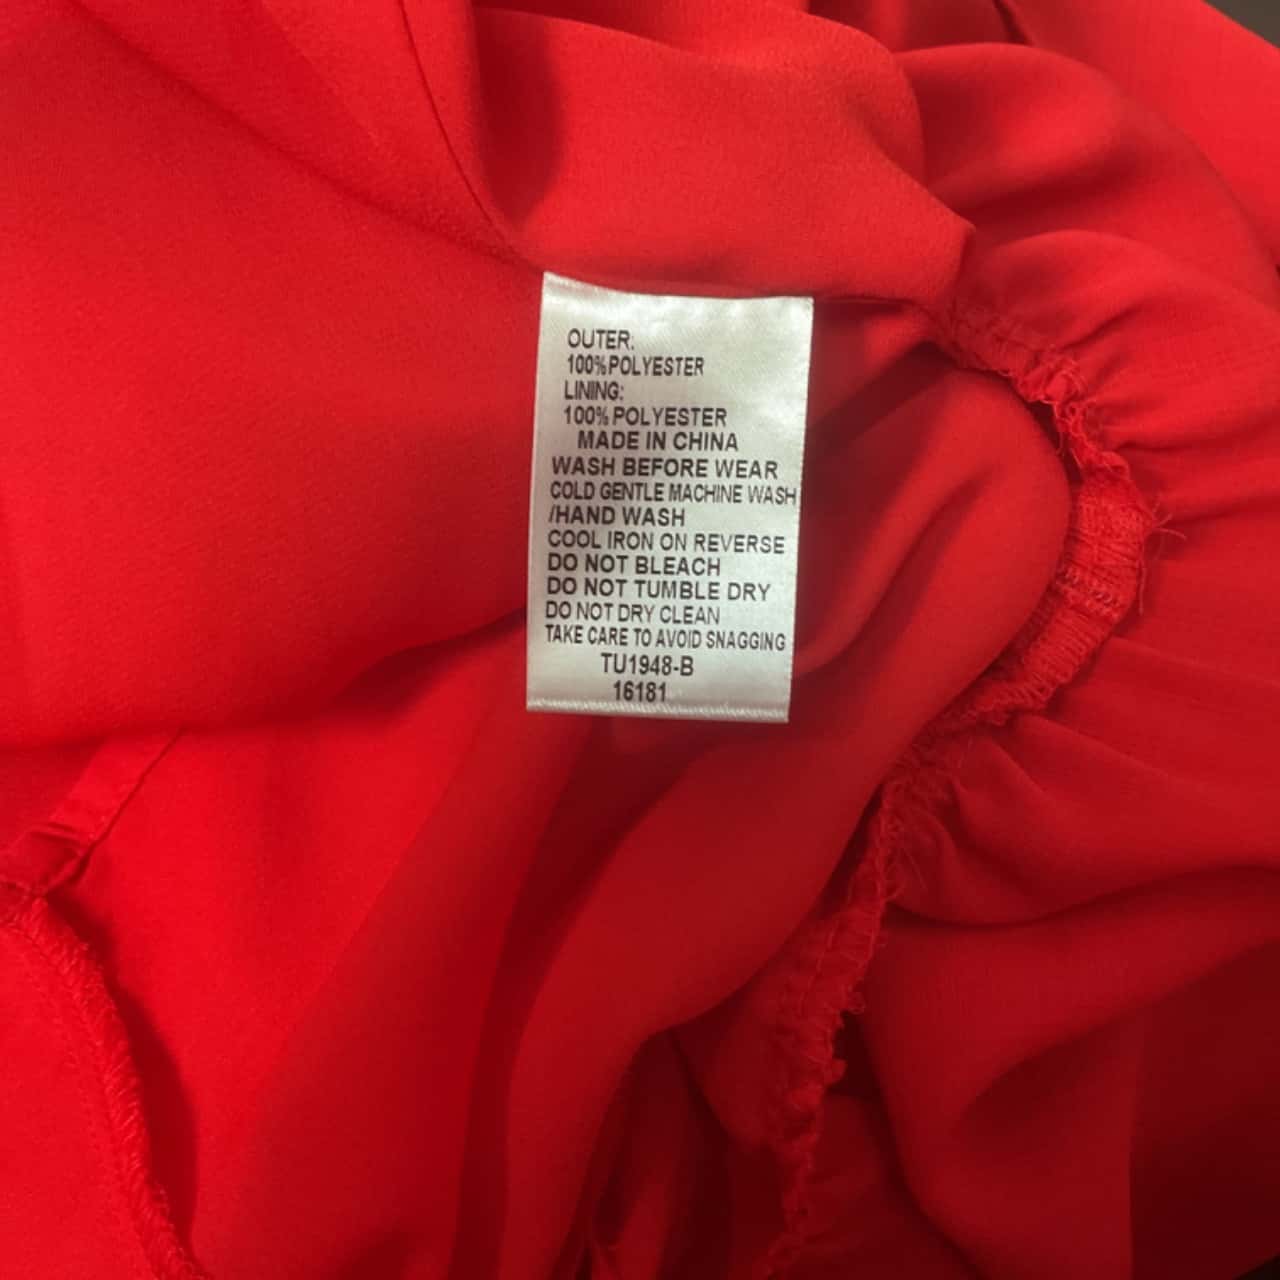 OUTER:
100%POLYESTER
LINING:
100%POLYESTER
MADE IN CHINA
WASH BEFORE WEAR
COLD GENTLE MACHINE WASH
/HAND WASH
COOL IRON ON REVERSE
DO NOT BLEACH
DO NOT TUMBLE DRY
DO NOT DRY CLEAN
TAKE CARE TO AVOID SNAGGING
TU1948-B
16181